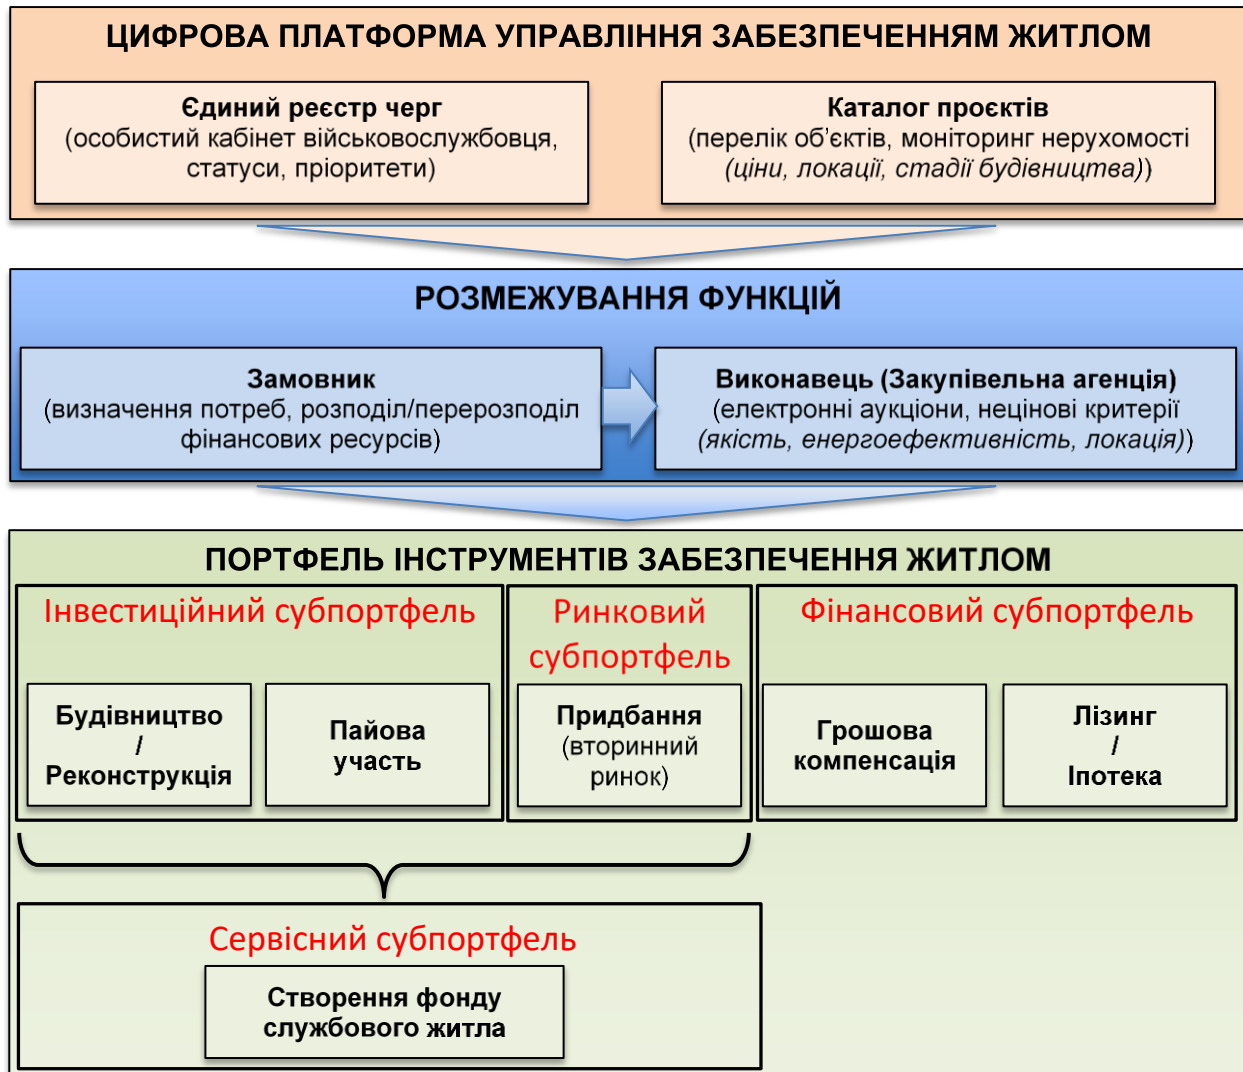 ЦИФРОВА ПЛАТФОРМА УПРАВЛІННЯ ЗАБЕЗПЕЧЕННЯМ ЖИТЛОМ
Єдиний реєстр черг
(особистий кабінет військовослужбовця,
статуси, пріоритети)
Каталог проєктів
(перелік об’єктів, моніторинг нерухомості
(ціни, локації, стадії будівництва))
РОЗМЕЖУВАННЯ ФУНКЦІЙ
Замовник
(визначення потреб, розподіл/перерозподіл
фінансових ресурсів)
Виконавець (Закупівельна агенція)
(електронні аукціони, нецінові критерії
(якість, енергоефективність, локація))
ПОРТФЕЛЬ ІНСТРУМЕНТІВ ЗАБЕЗПЕЧЕННЯ ЖИТЛОМ
Інвестиційний субпортфель
Будівництво
/
Реконструкція
Пайова
участь
Ринковий
субпортфель
Придбання
(вторинний
ринок)
Фінансовий субпортфель
Грошова
компенсація
Лізинг
/
Іпотека
Сервісний субпортфель
Створення фонду
службового житла